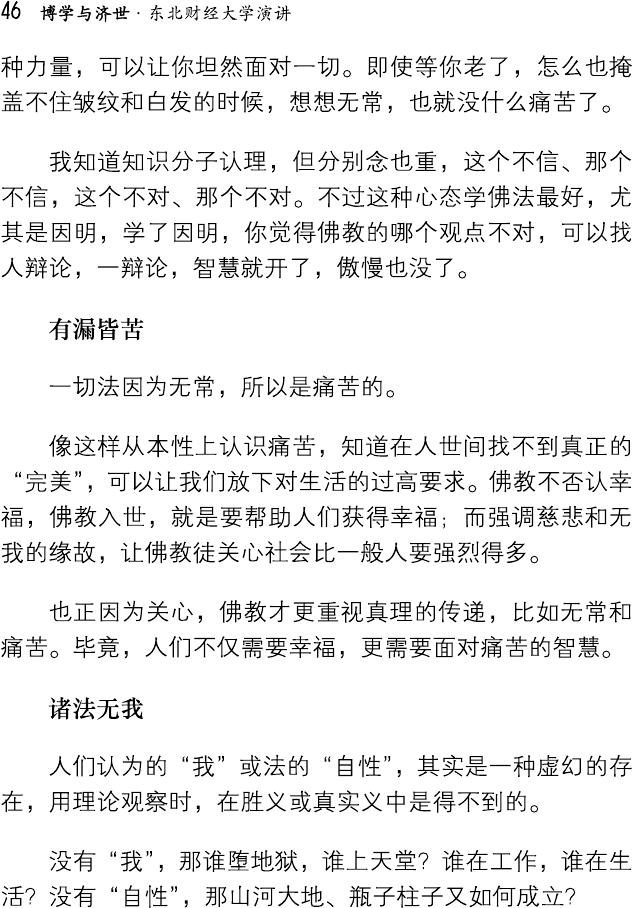 46 博学与济世·东北财经大学演讲
种力量，可以让你坦然面对一切。即使等你老了，怎么也掩
盖不住皱纹和白发的时候，想想无常，也就没什么痛苦了。
我知道知识分子认理，但分别念也重，这个不信、那个
不信，这个不对、那个不对。不过这种心态学佛法最好，尤
其是因明，学了因明，你觉得佛教的哪个观点不对，可以找
人辩论，一辩论，智慧就开了，傲慢也没了。
有漏皆苦
一切法因为无常，所以是痛苦的。
像这样从本性上认识痛苦，知道在人世间找不到真正的
“完美”，可以让我们放下对生活的过高要求。佛教不否认幸
福，佛教入世，就是要帮助人们获得幸福；而强调慈悲和无
我的缘故，让佛教徒关心社会比一般人要强烈得多。
也正因为关心，佛教才更重视真理的传递，比如无常和
痛苦。毕竟，人们不仅需要幸福，更需要面对痛苦的智慧。
诸法无我
人们认为的“我”或法的“自性”，其实是一种虚幻的存
在，用理论观察时，在胜义或真实义中是得不到的。
没有“我”，那谁堕地狱，谁上天堂？谁在工作，谁在生
活？没有“自性”，那山河大地、瓶子柱子又如何成立？